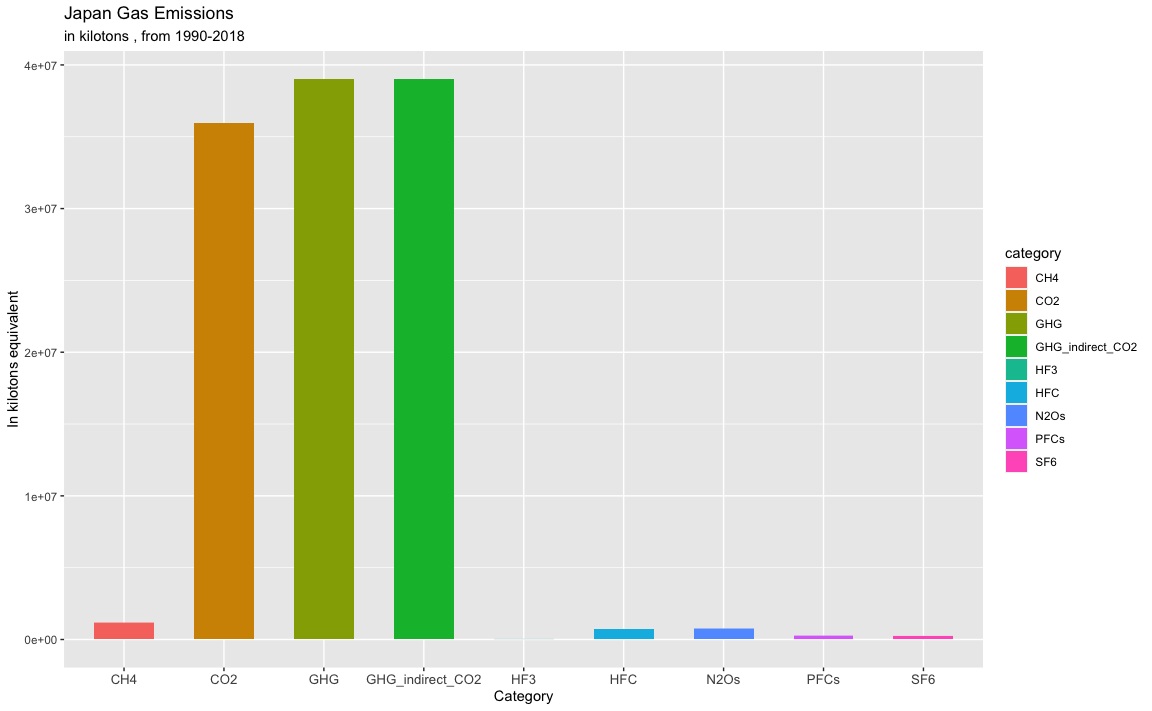 Japan Gas Emissions
in kilotons , from 1990-2018
4e+07
3e+07
2e+07
1e+07
0e+00
In kilotons equivalent
CH4 CO2 GHG GHG_indirect_CO2 HF3 HFC N2Os PFCs SF6
Category
category
CH4
CO2
GHG
GHG_indirect_CO2
HF3
HFC
N2Os
PFCs
SF6